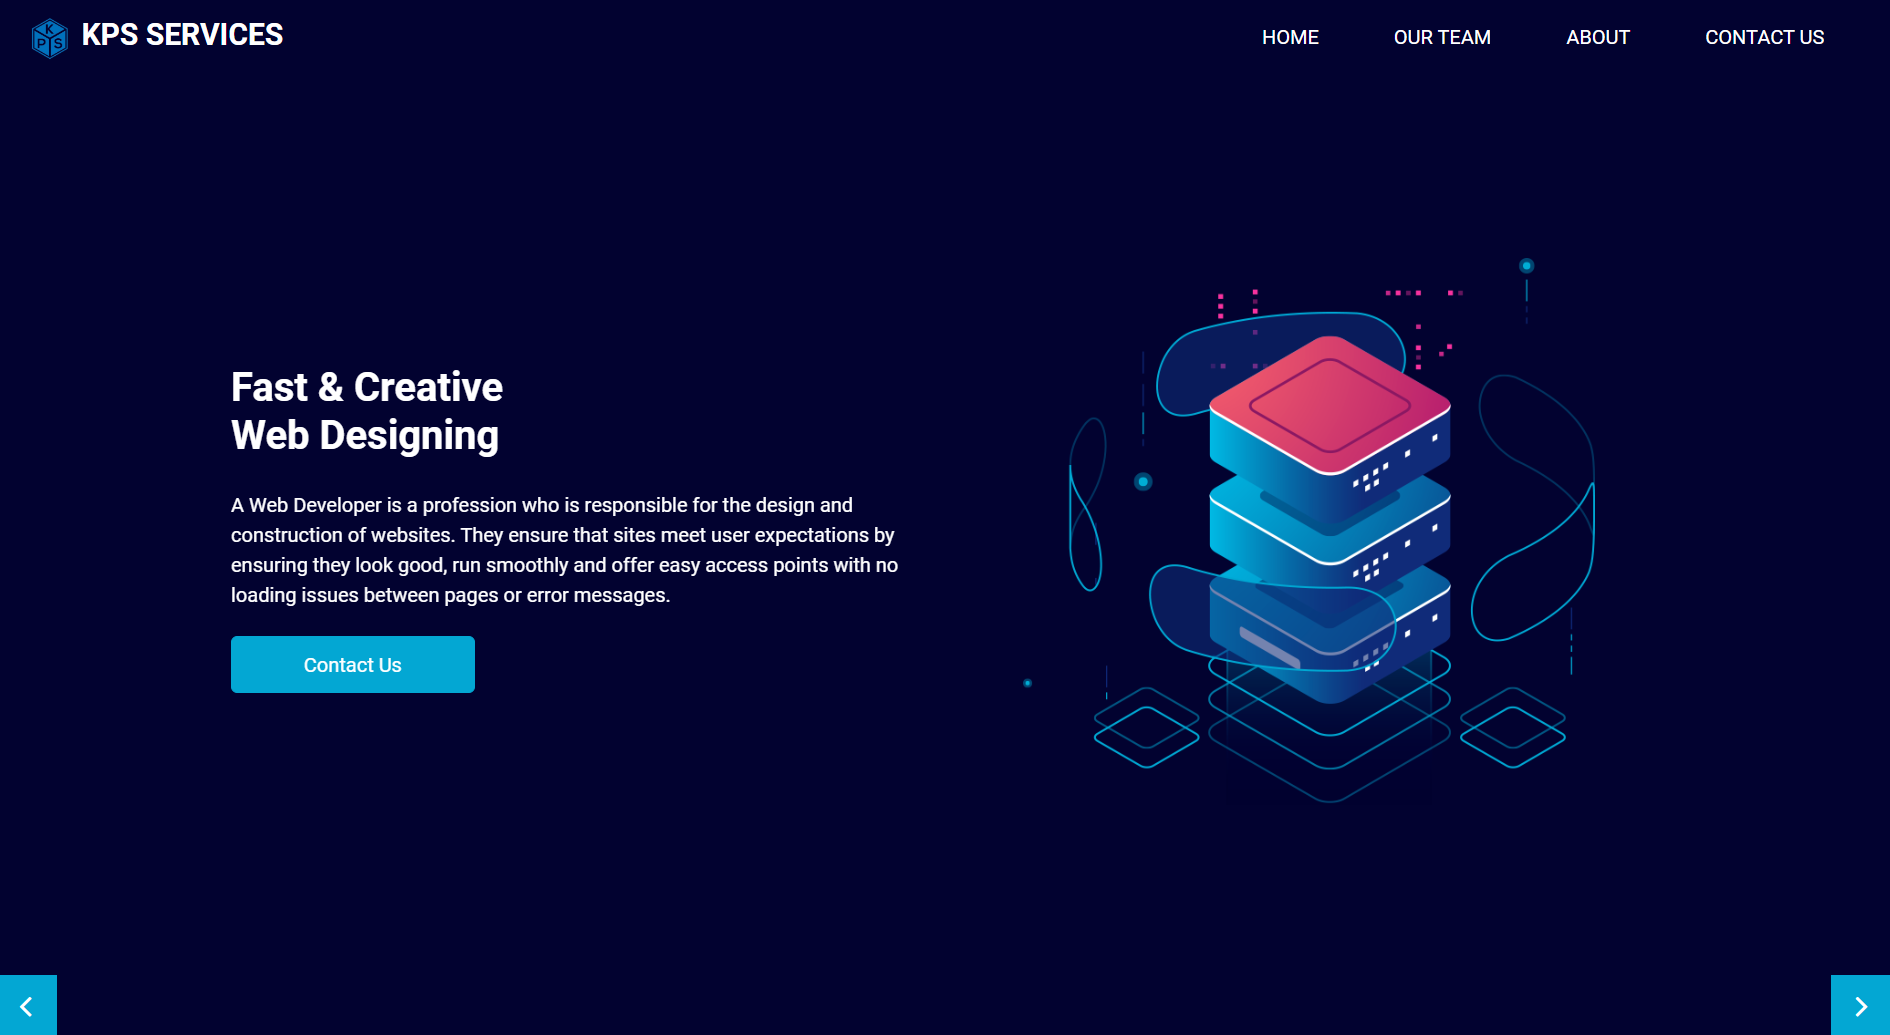 K
P S
KPS SERVICES
HOME
OUR TEAM
ABOUT
CONTACT US
Fast & Creative
Web Designing
A Web Developer is a profession who is responsible for the design and
construction of websites. They ensure that sites meet user expectations by
ensuring they look good, run smoothly and offer easy access points with no
loading issues between pages or error messages.
Contact Us